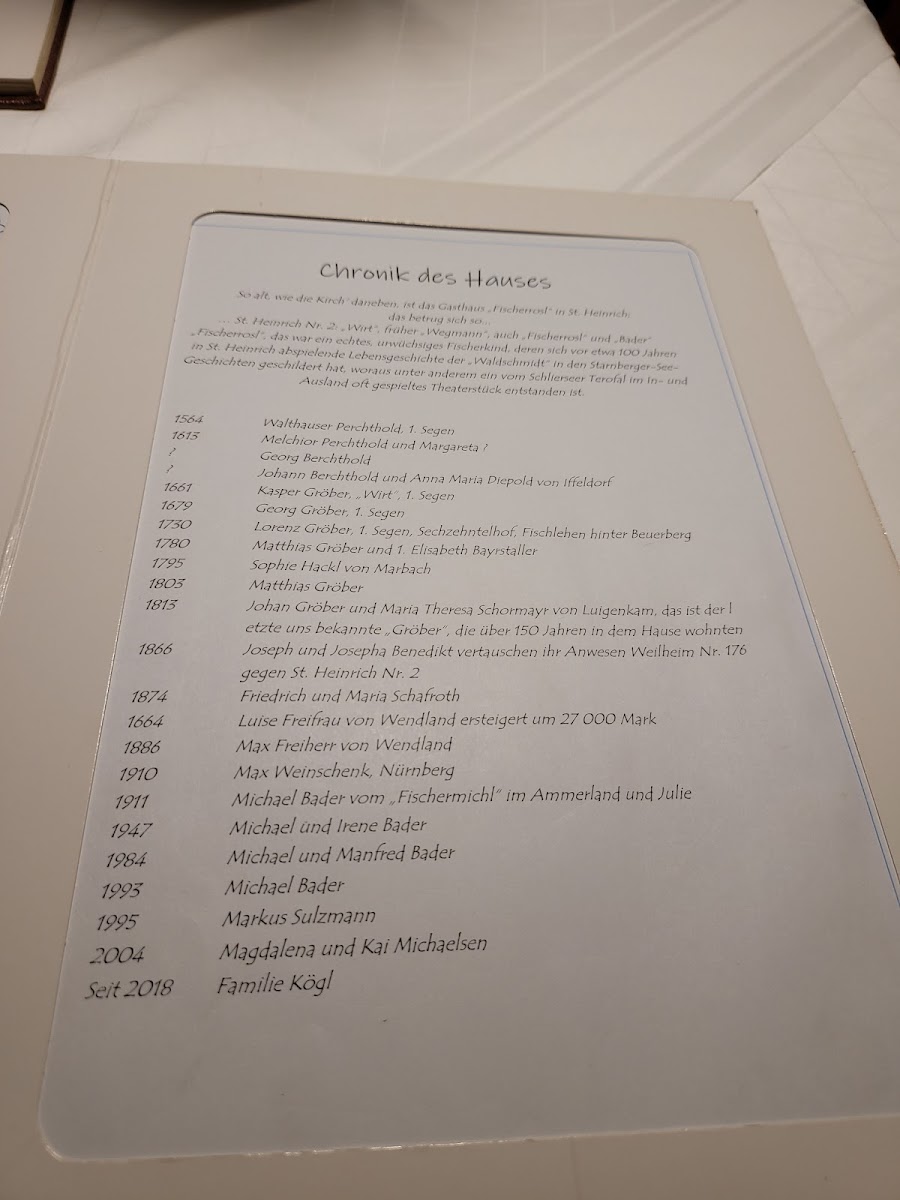 Chronik des Hauses
So alt, wie die Kirch' daneben, ist das Gasthaus „Fischerrosl" in St. Heinrich;
das betrug sich so...
... St. Heinrich Nr. 2; „Wirt", früher „Wegmann", auch „Fischerrosl" und „Bader"
„Fischerrosl", das war ein echtes, urwüchsiges Fischerkind, deren sich vor etwa 100 Jahren
in St. Heinrich abspielende Lebensgeschichte der „Waldschmidt" in den Starnberger-See-
Geschichten geschildert hat, woraus unter anderem ein vom Schlierseer Terofal im In- und
Ausland oft gespieltes Theaterstück entstanden ist.
1564 Walthauser Perchthold, 1. Segen
1613 Melchior Perchthold und Margareta ?
? Georg Berchthold
? Johann Berchthold und Anna Maria Diepold von Iffeldorf
1661 Kasper Gröber, „Wirt", 1. Segen
1679 Georg Gröber, 1. Segen
1730 Lorenz Gröber, 1. Segen, Sechzehntelhof, Fischlehen hinter Beuerberg
1780 Matthias Gröber und 1. Elisabeth Bayrstaller
1795 Sophie Hackl von Marbach
1803 Matthias Gröber
1813 Johan Gröber und Maria Theresa Schormayr von Luigenkam, das ist der l
etzte uns bekannte „Gröber", die über 150 Jahren in dem Hause wohnten
1866 Joseph und Josepha Benedikt vertauschen ihr Anwesen Weilheim Nr. 176
gegen St. Heinrich Nr. 2
1874 Friedrich und Maria Schafroth
1664 Luise Freifrau von Wendland ersteigert um 27 000 Mark
1886 Max Freiherr von Wendland
1910 Max Weinschenk, Nürnberg
1911 Michael Bader vom „Fischermichl" im Ammerland und Julie
1947 Michael und Irene Bader
1984 Michael und Manfred Bader
1993 Michael Bader
1995 Markus Sulzmann
2004 Magdalena und Kai Michaelsen
Seit 2018 Familie Kögl